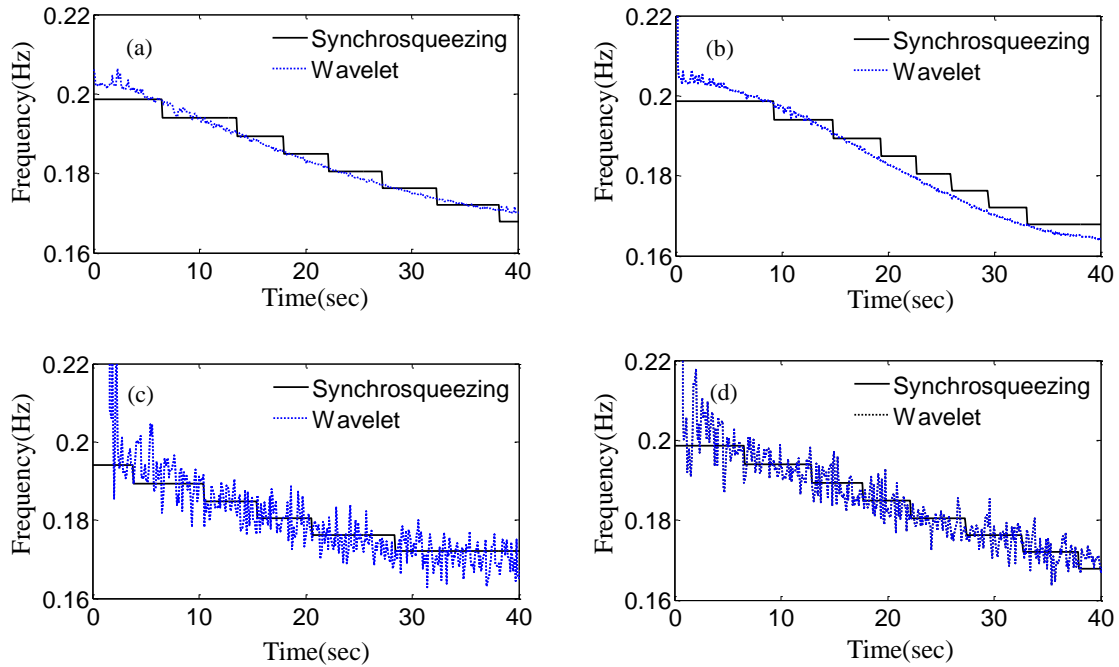 0.22
0.2
0.18
0.16
Frequency(Hz)
(a)
Synchrosqueezing
Wavelet
0 10 20 30 40
Time(sec)
0.22
0.2
0.18
0.16
Frequency(Hz)
(b)
Synchrosqueezing
Wavelet
0 10 20 30 40
Time(sec)
0.22
0.2
0.18
0.16
Frequency(Hz)
(c)
Synchrosqueezing
Wavelet
0 10 20 30 40
Time(sec)
0.22
0.2
0.18
0.16
Frequency(Hz)
(d)
Synchrosqueezing
Wavelet
0 10 20 30 40
Time(sec)